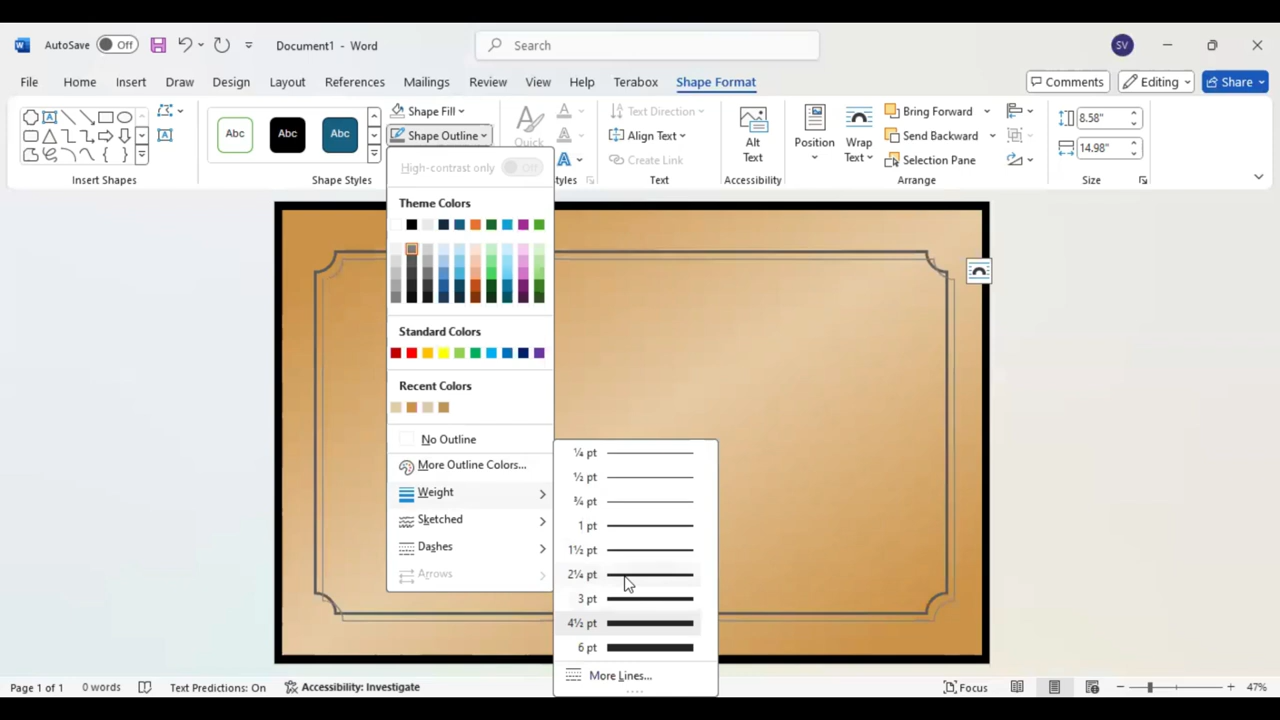 AutoSave Off Document1 - Word Search SV
File Home Insert Draw Design Layout References Mailings Review View Help Terabox Shape Format Comments Editing Share
Abc Abc Abc Shape Fill Text Direction Bring Forward 8.58"
Shape Outline Quick Align Text Alt Text Position Wrap Text Send Backward
Create Link Selection Pane 14.98"
Insert Shapes Shape Styles Styles Text Accessibility Arrange Size
High-contrast only Off
Theme Colors
Standard Colors
Recent Colors
No Outline
More Outline Colors...
Weight
Sketched
Dashes
Arrows
¼ pt
½ pt
¾ pt
1 pt
1½ pt
2¼ pt
3 pt
4½ pt
6 pt
More Lines...
Page 1 of 1 0 words Text Predictions: On Accessibility: Investigate Focus 47%